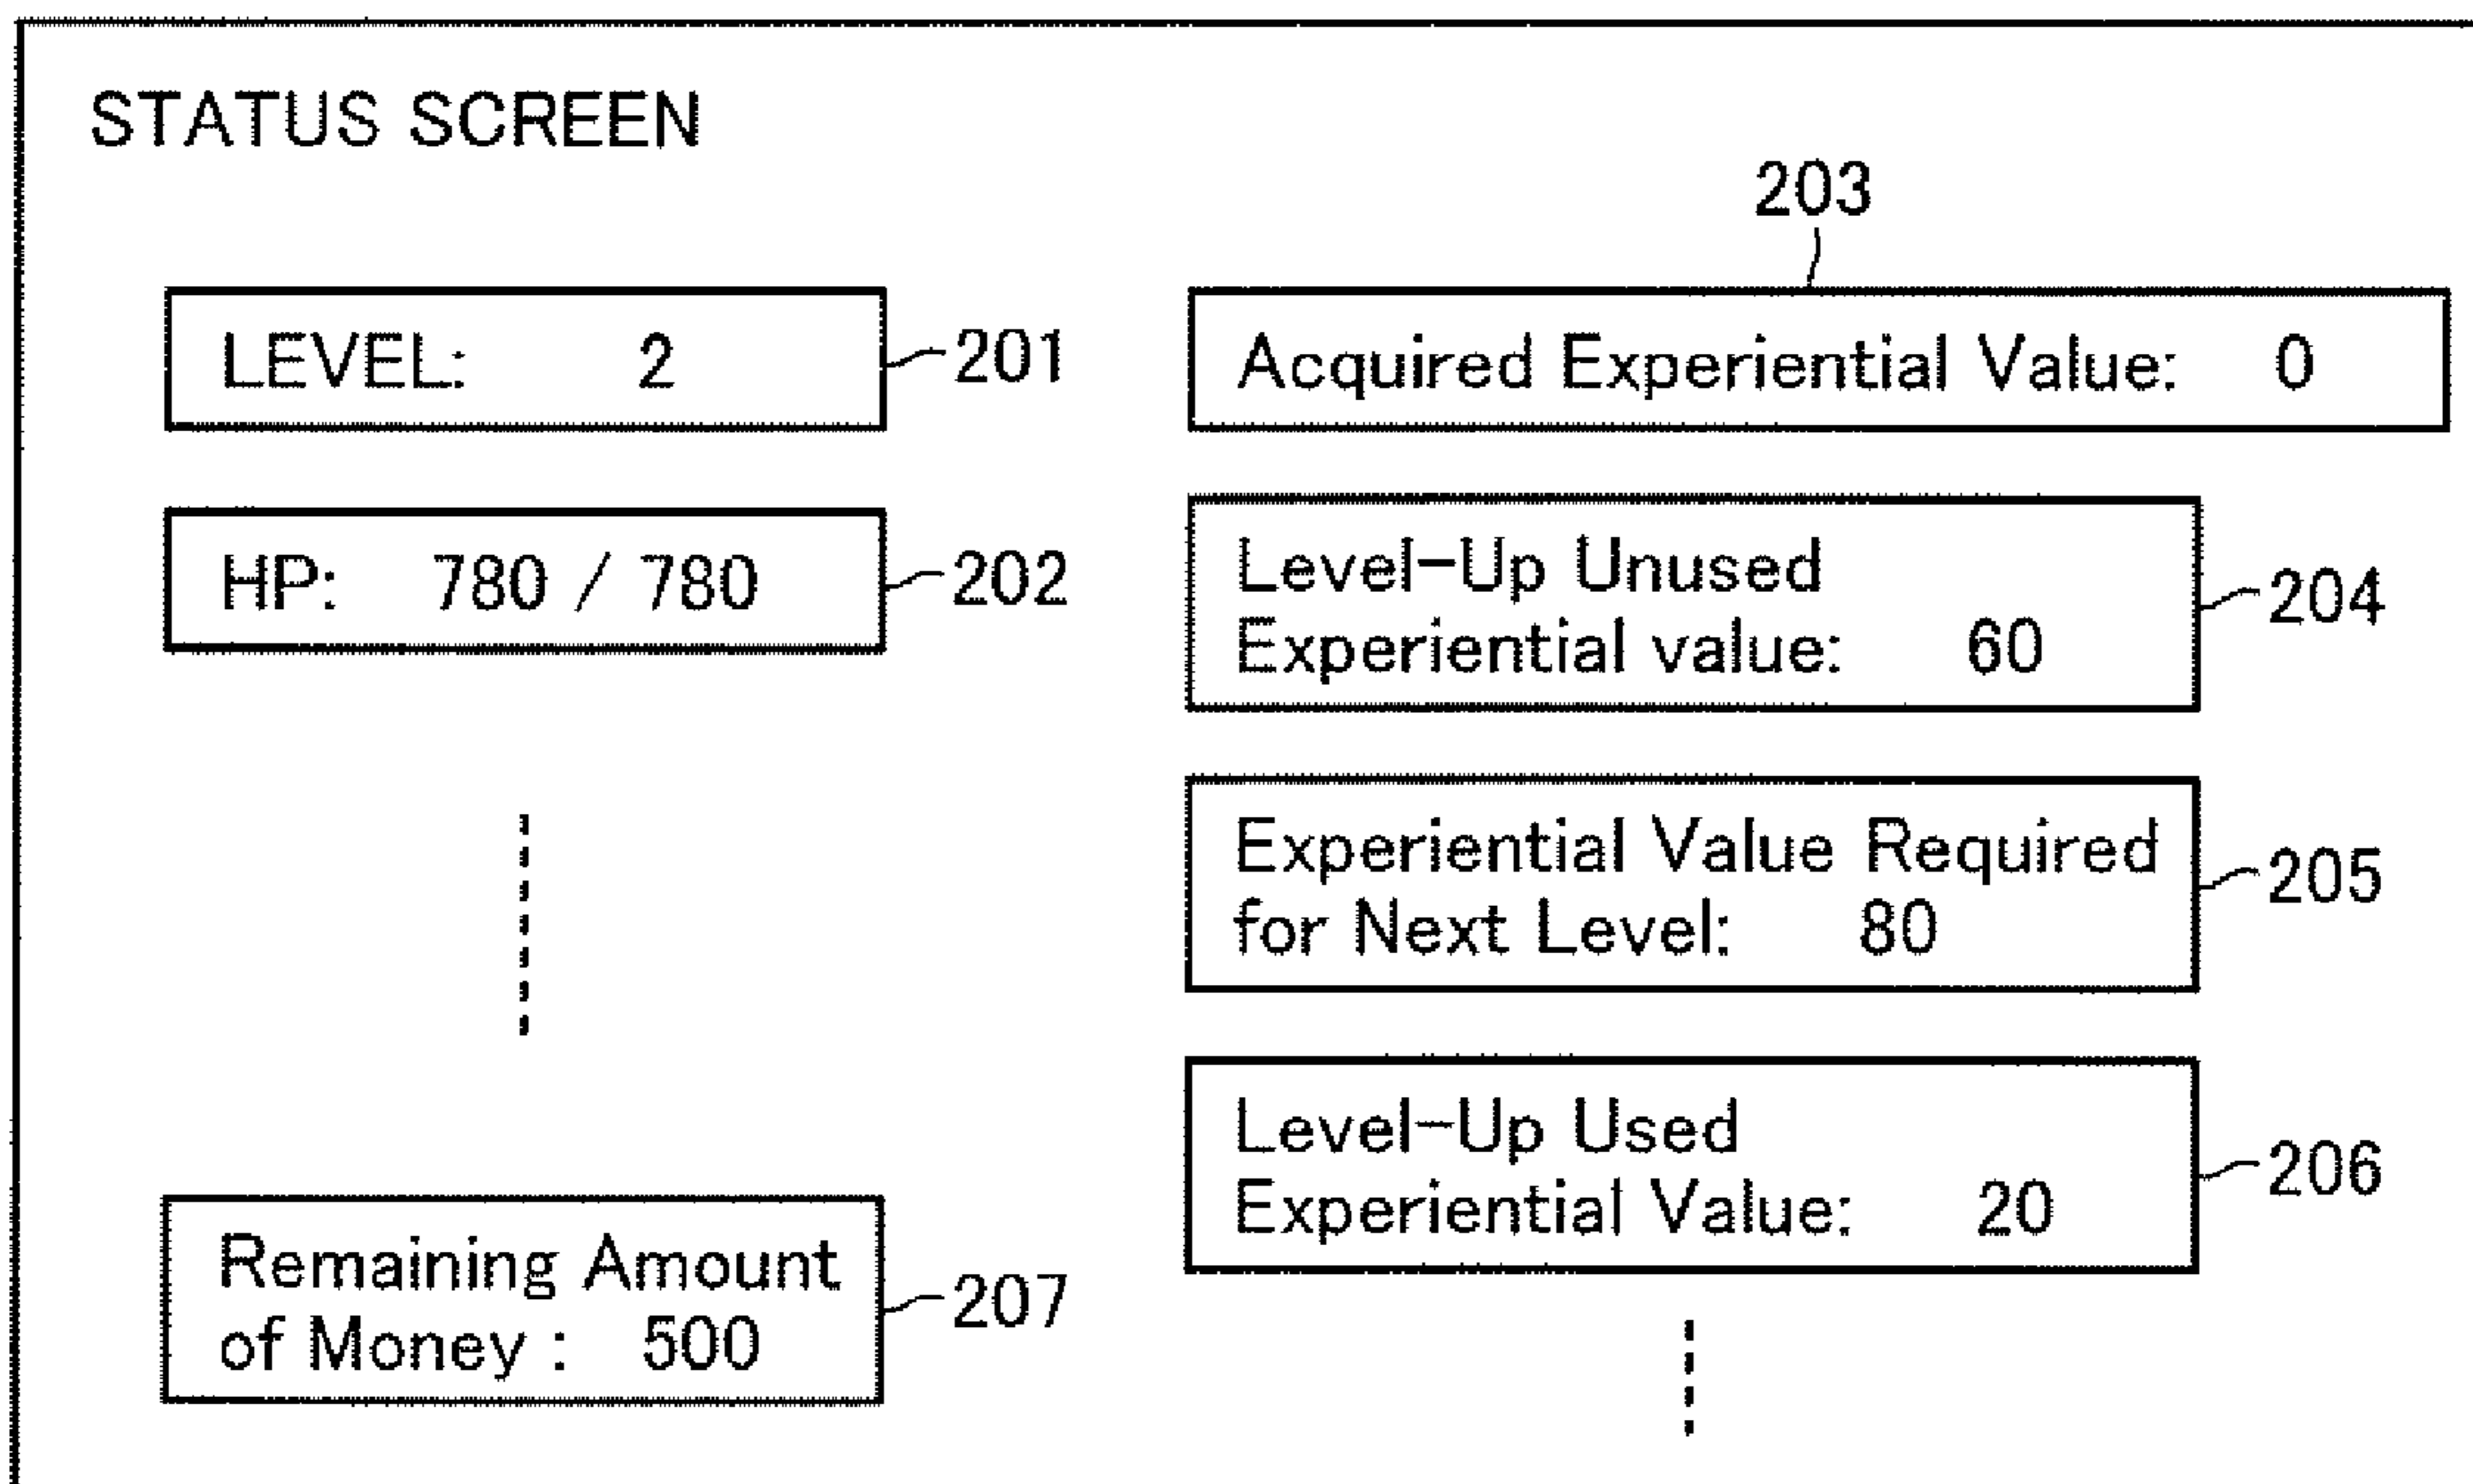 STATUS SCREEN
203
LEVEL: 2
201
Acquired Experiential Value: 0
HP: 780 / 780
202
Level-Up Unused
Experiential value: 60
204
Experiential Value Required
for Next Level: 80
205
Level-Up Used
Experiential Value: 20
206
Remaining Amount
of Money : 500
207